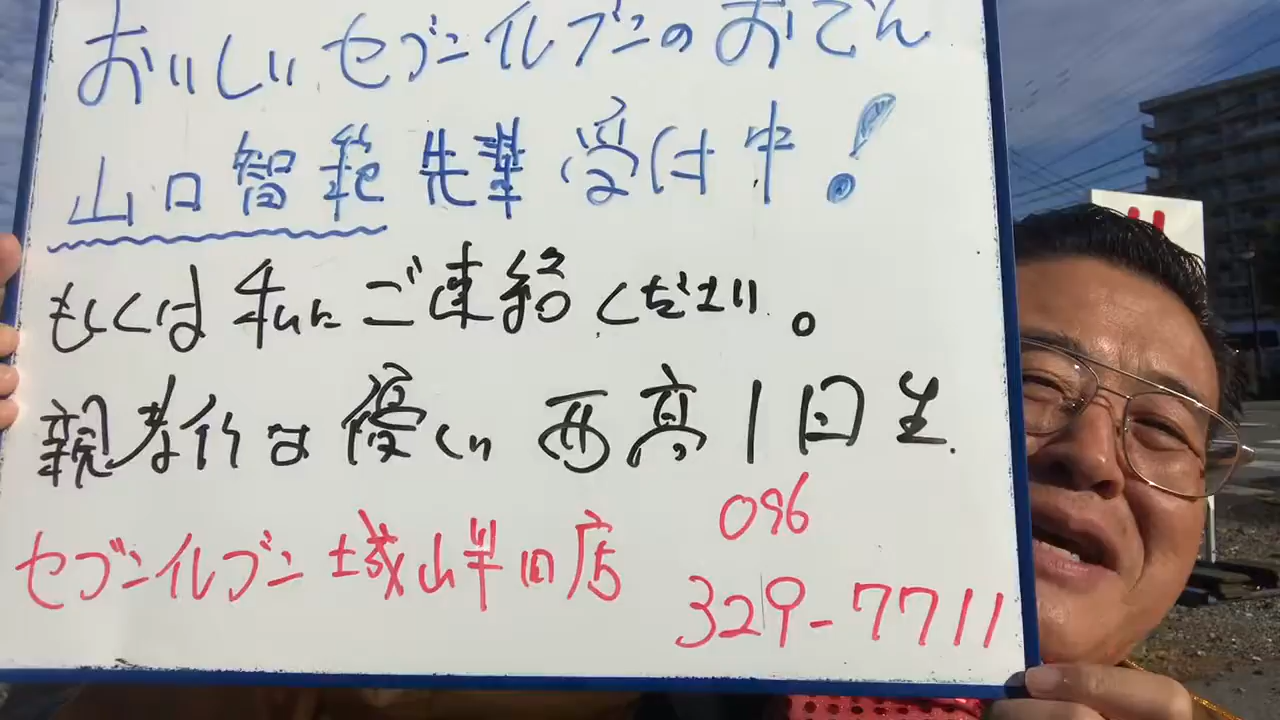 おいしいセブンイレブンのおでん
山口智範先輩受付中!
もしくは私にご連絡ください。
親孝行は優しい西高1回生.
セブンイレブン城山半田店
096
329-7711